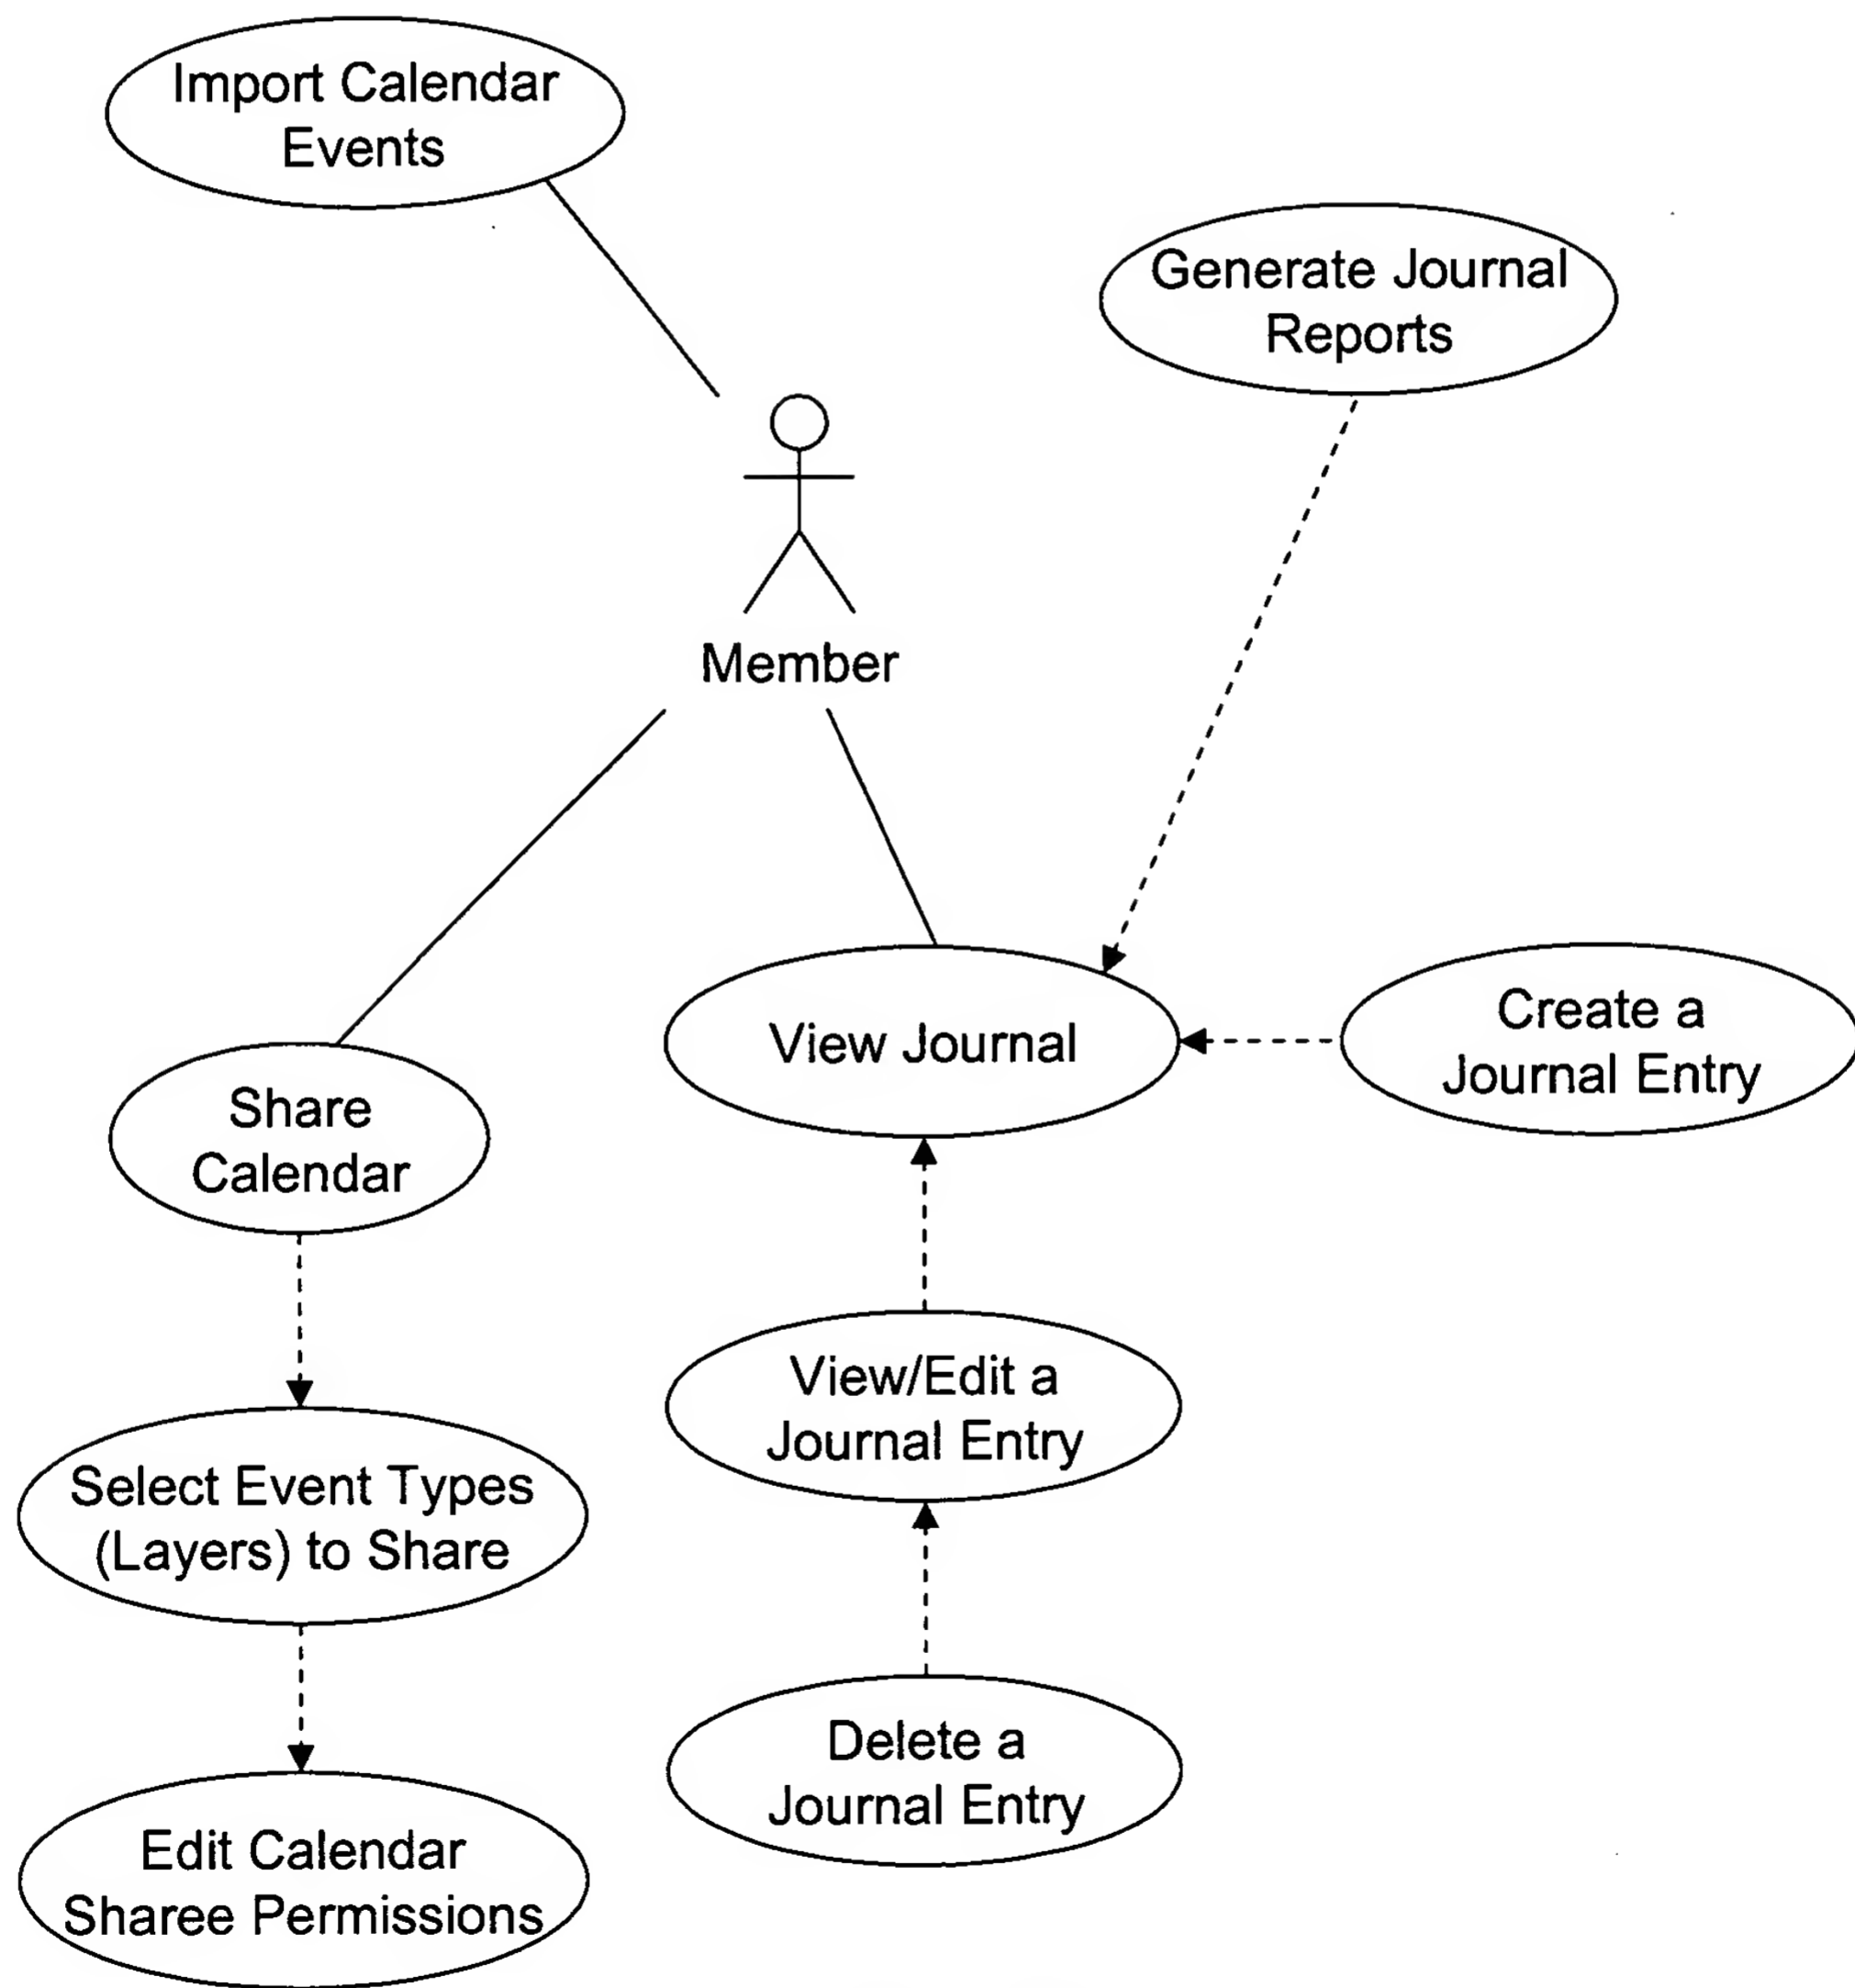 Import Calendar
Events
Generate Journal
Reports
Member
View Journal
Create a
Journal Entry
Share
Calendar
View/Edit a
Journal Entry
Select Event Types
(Layers) to Share
Delete a
Journal Entry
Edit Calendar
Sharee Permissions